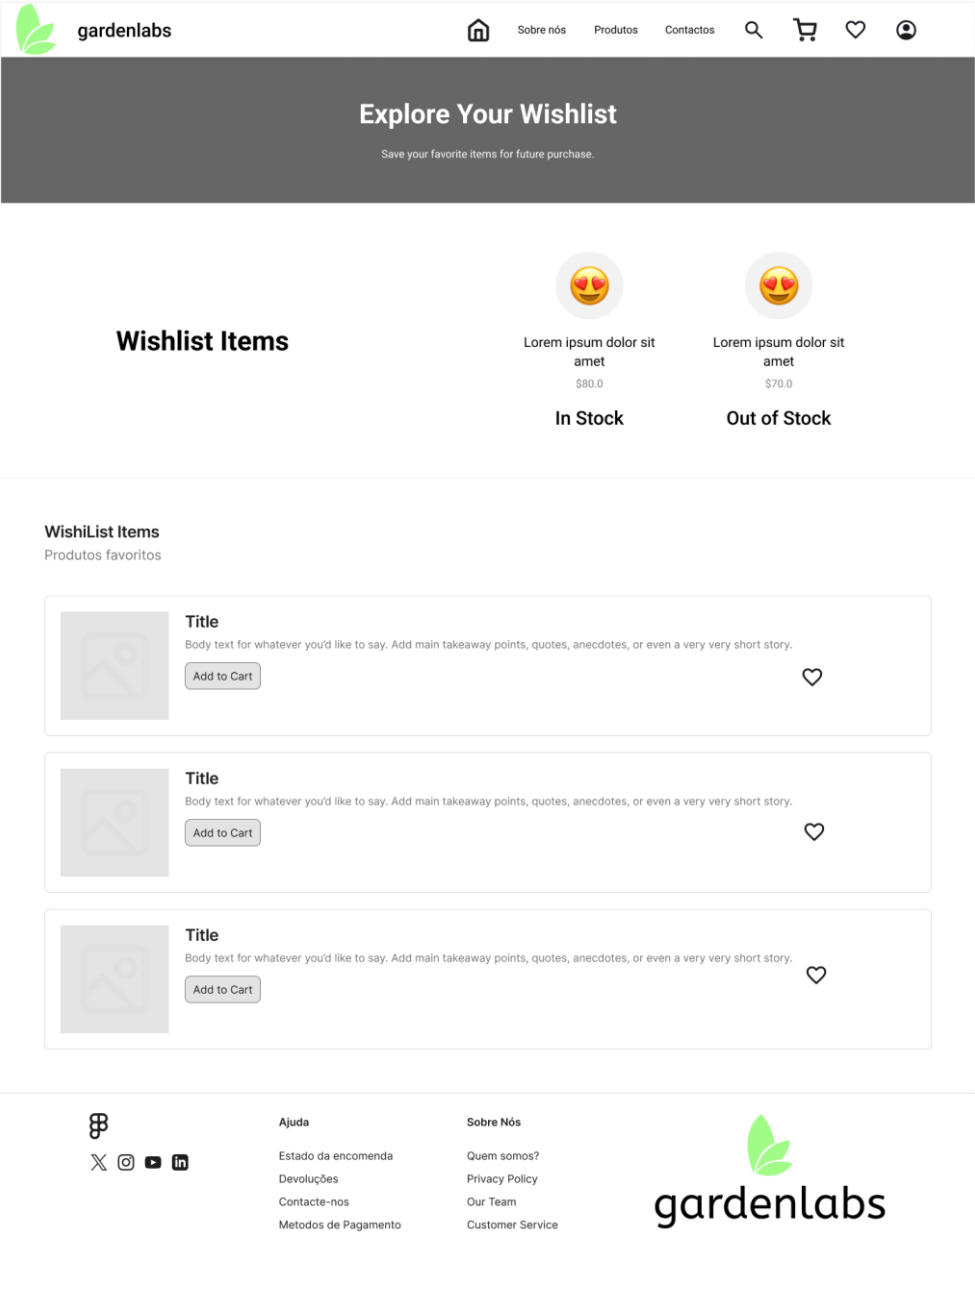 gardenlabs
Sobre nós
Produtos
Contactos
Explore Your Wishlist
Save your favorite items for future purchase.
Wishlist Items
Lorem ipsum dolor sit
amet
$80.0
In Stock
Lorem ipsum dolor sit
amet
$70.0
Out of Stock
WishiList Items
Produtos favoritos
Title
Body text for whatever you'd like to say. Add main takeaway points, quotes, anecdotes, or even a very very short story.
Add to Cart
Title
Body text for whatever you'd like to say. Add main takeaway points, quotes, anecdotes, or even a very very short story.
Add to Cart
Title
Body text for whatever you'd like to say. Add main takeaway points, quotes, anecdotes, or even a very very short story.
Add to Cart
Ajuda
Estado da encomenda
Devoluções
Contacte-nos
Metodos de Pagamento
Sobre Nós
Quem somos?
Privacy Policy
Our Team
Customer Service
gardenlabs